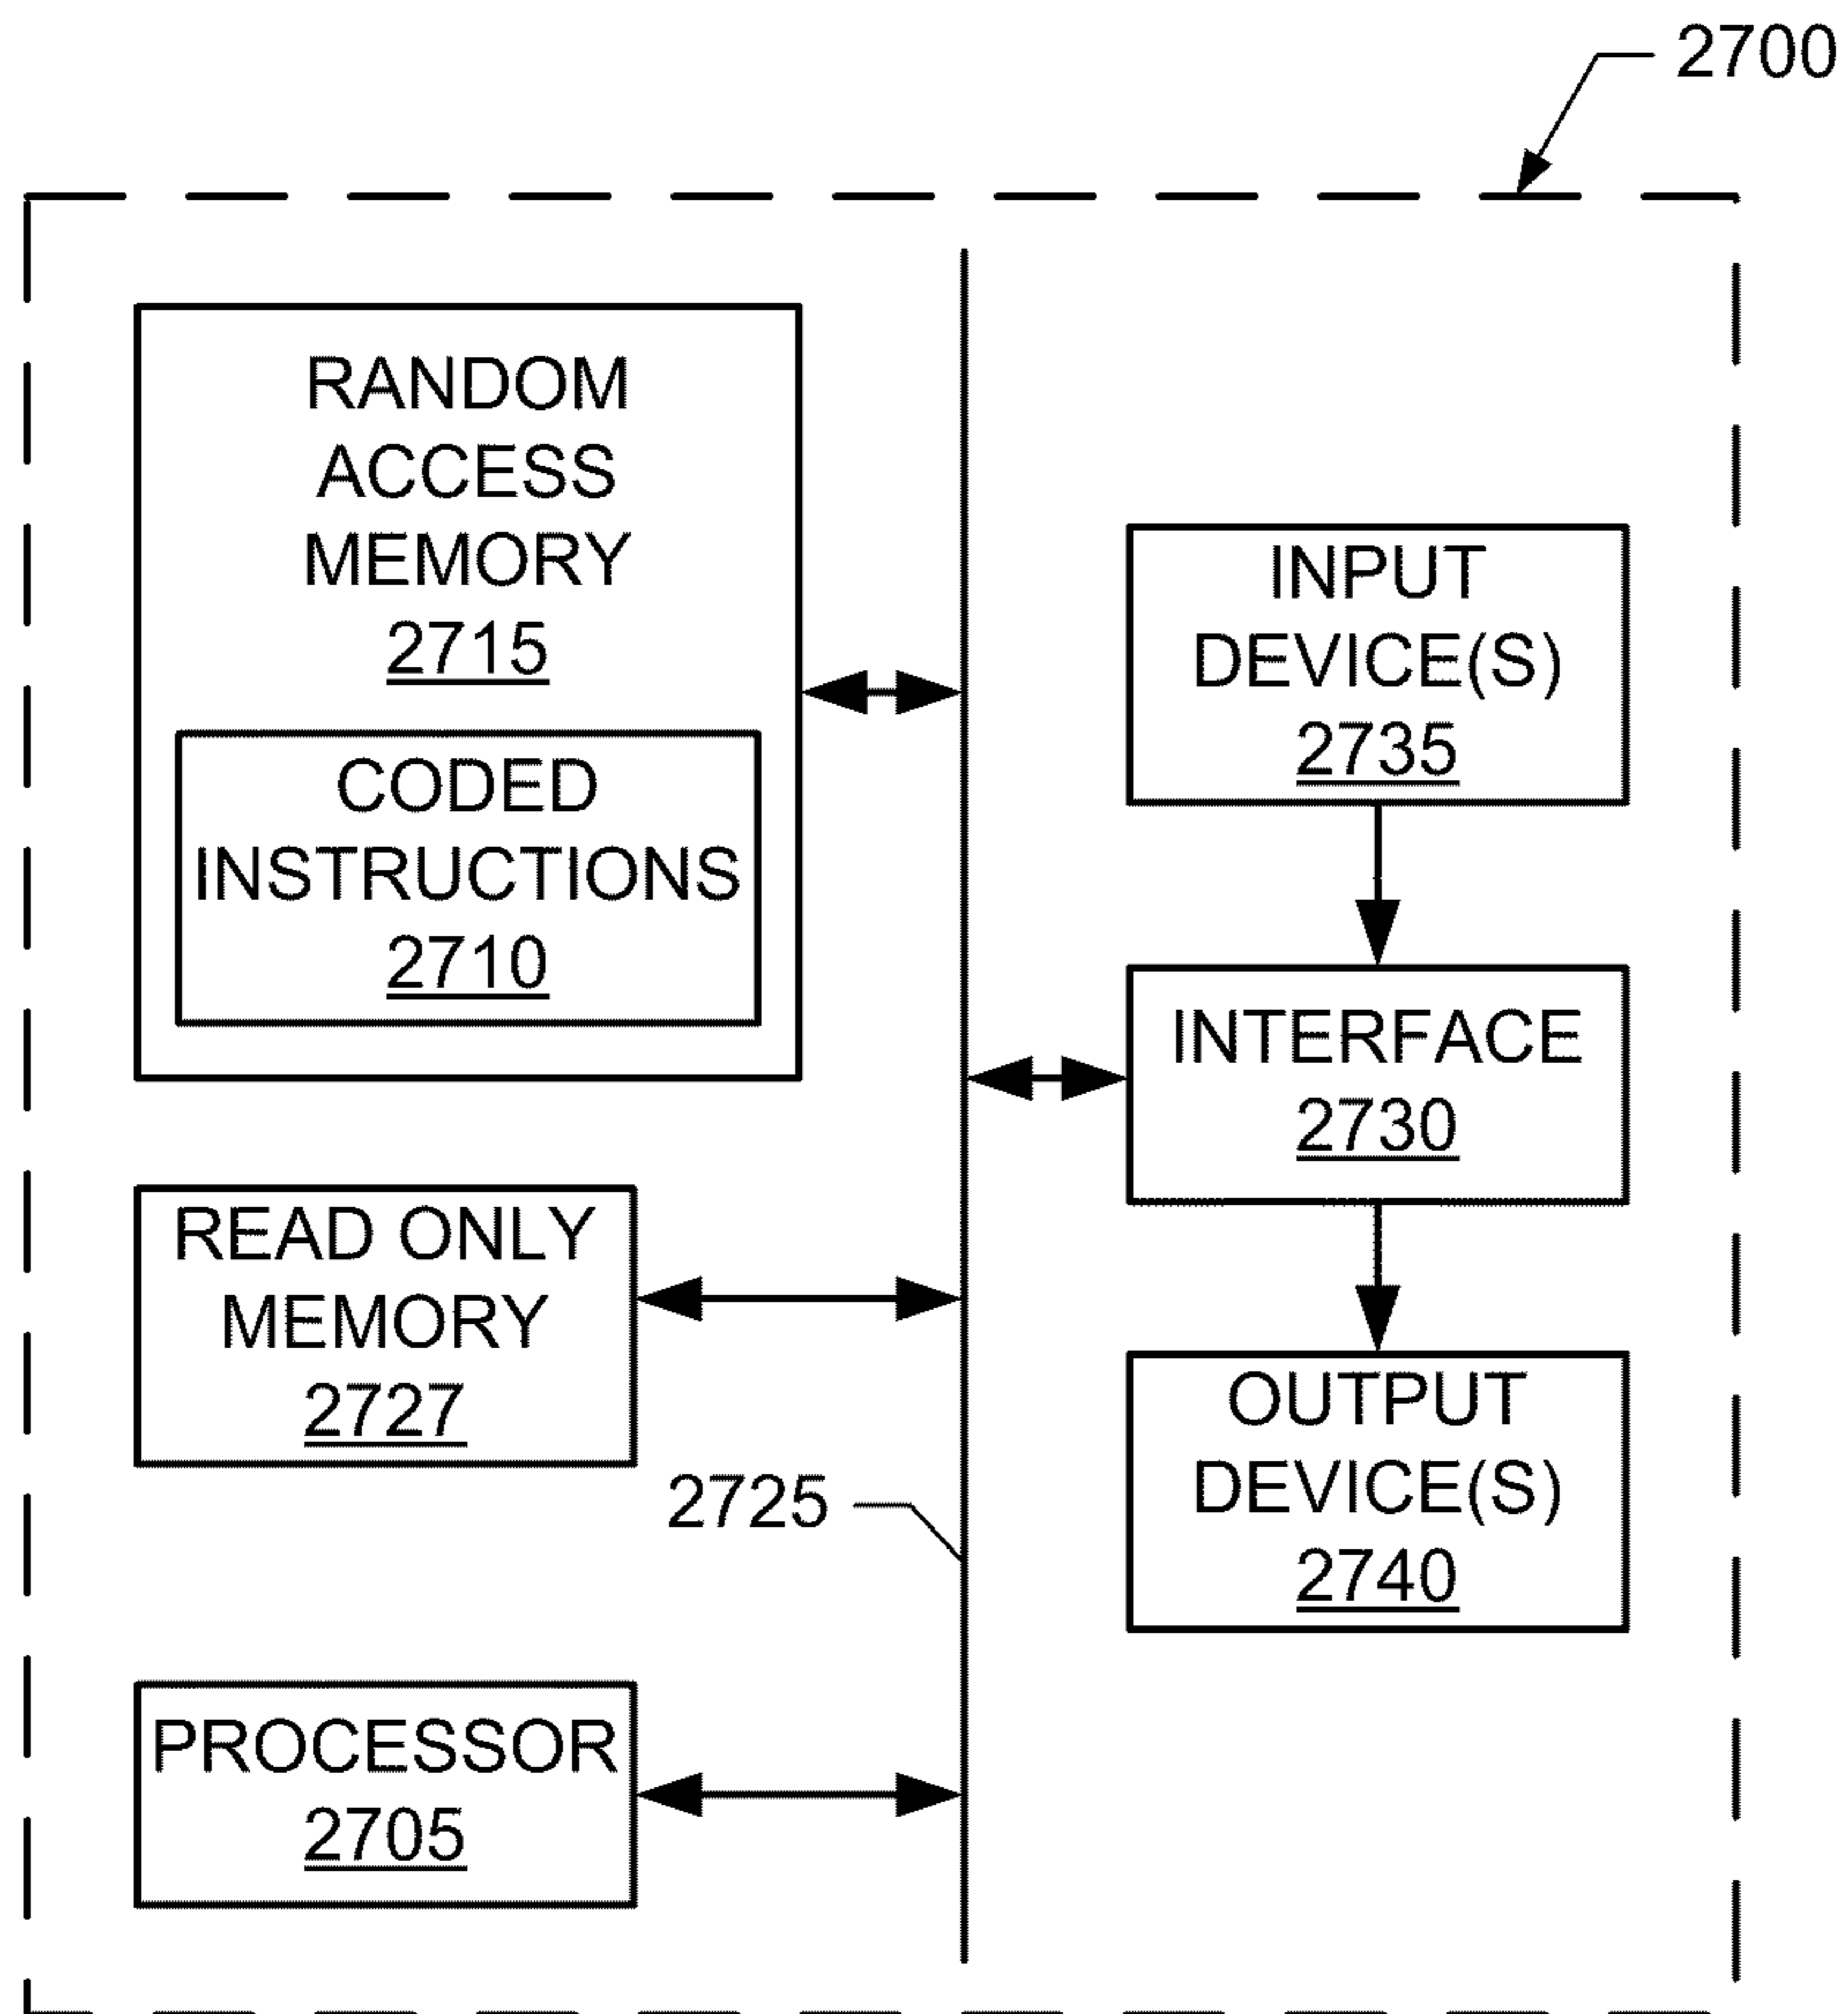 2700
RANDOM
ACCESS
MEMORY
2715
CODED
INSTRUCTIONS
2710
READ ONLY
MEMORY
2727
2725
PROCESSOR
2705
INPUT
DEVICE(S)
2735
INTERFACE
2730
OUTPUT
DEVICE(S)
2740